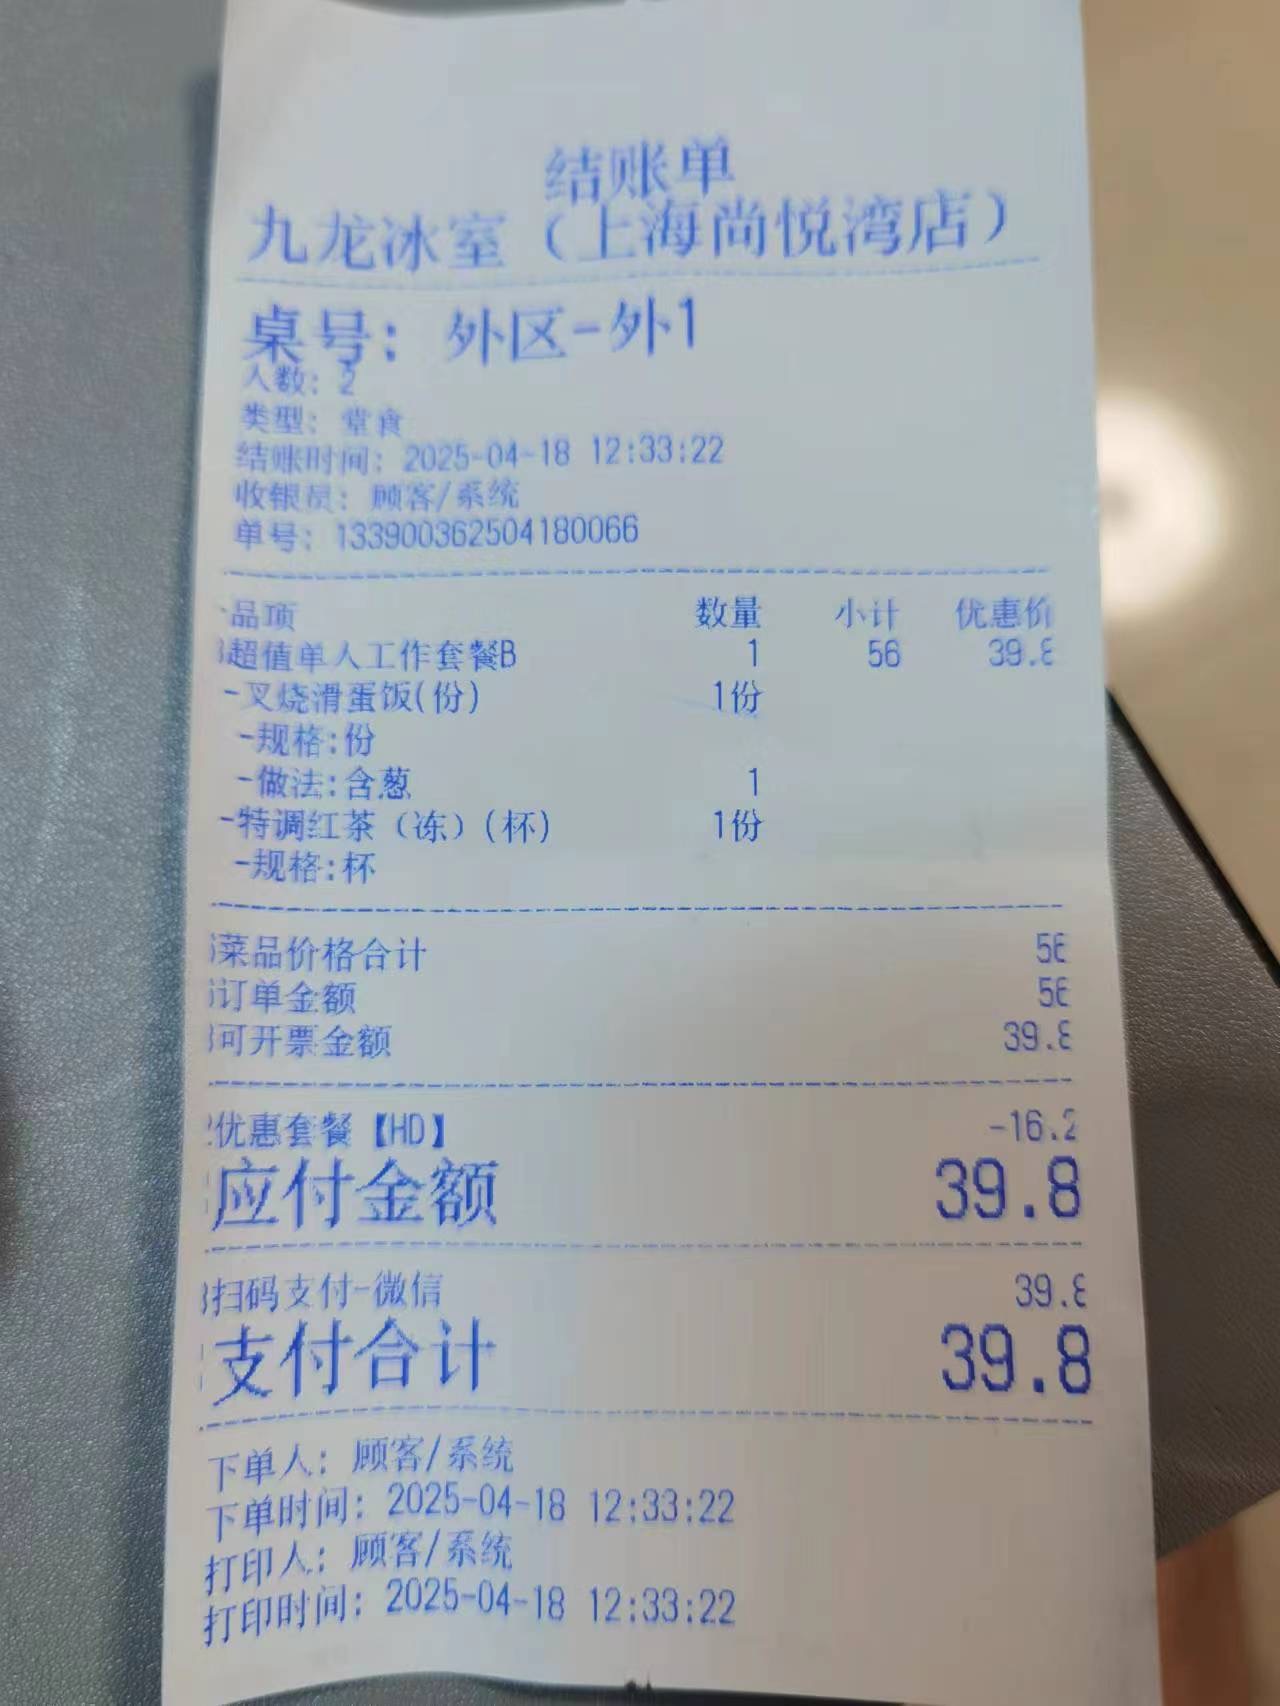 结账单
九龙冰室（上海尚悦湾店）
桌号： 外区-外1
人数：2
类型：堂食
结账时间：2025-04-18 12:33:22
收银员：顾客/系统
单号：133900362504180066
品项 数量 小计 优惠价
超值单人工作套餐B 1 56 39.8
-叉烧滑蛋饭(份) 1份
-规格:份
-做法:含葱 1
-特调红茶（冻）(杯) 1份
-规格:杯
菜品价格合计 56
订单金额 56
可开票金额 39.8
优惠套餐【HD】 -16.2
应付金额 39.8
扫码支付-微信 39.8
支付合计 39.8
下单人：顾客/系统
下单时间：2025-04-18 12:33:22
打印人：顾客/系统
打印时间：2025-04-18 12:33:22